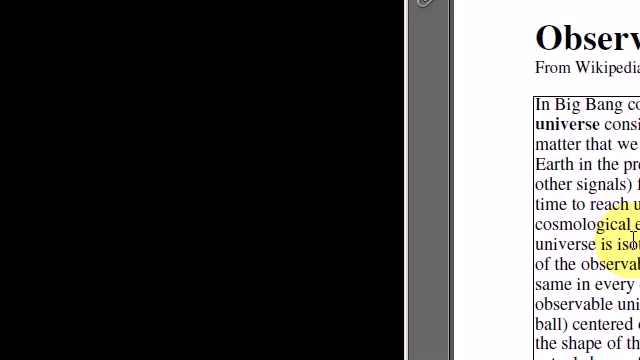 Observ
From Wikipedia
In Big Bang co
universe consi
matter that we
Earth in the pr
other signals) f
time to reach u
cosmological e
universe is isot
of the observab
same in every
observable uni
ball) centered
the shape of th